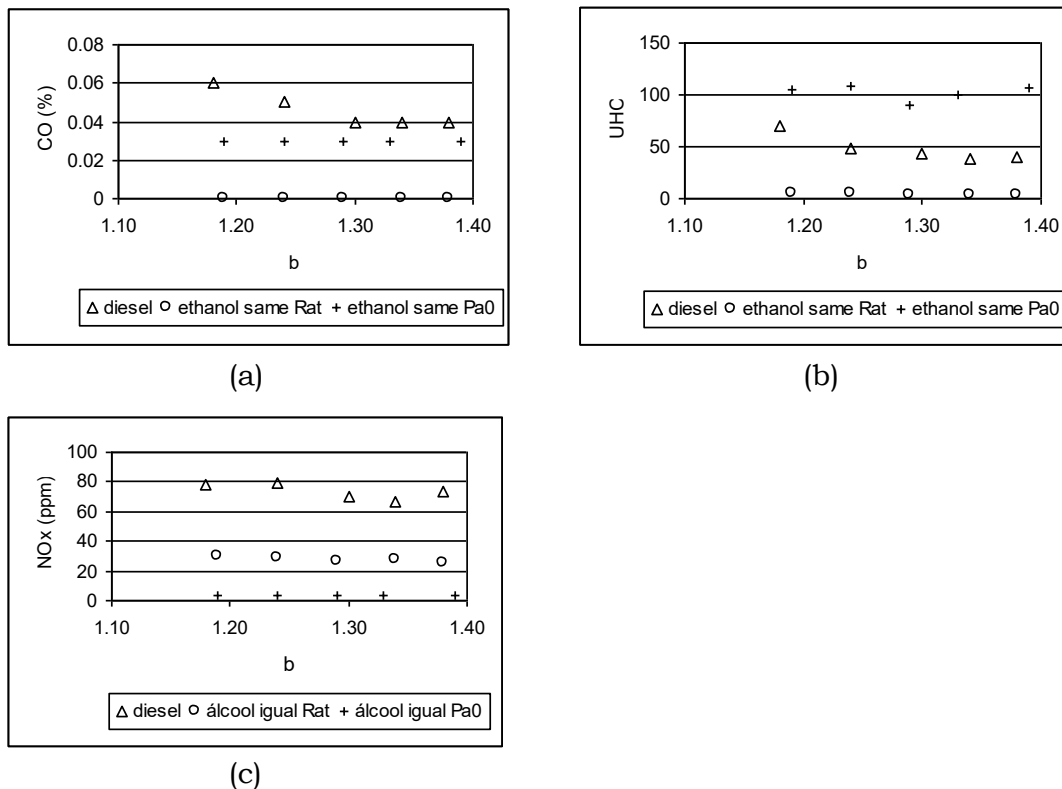 0.08
0.06
0.04
0.02
0
CO (%)
1.10 1.20 1.30 1.40
b
diesel ethanol same Rat ethanol same Pa0
(a)
150
100
50
0
UHC
1.10 1.20 1.30 1.40
b
diesel ethanol same Rat ethanol same Pa0
(b)
100
80
60
40
20
0
NOx (ppm)
1.10 1.20 1.30 1.40
b
diesel álcool igual Rat álcool igual Pa0
(c)